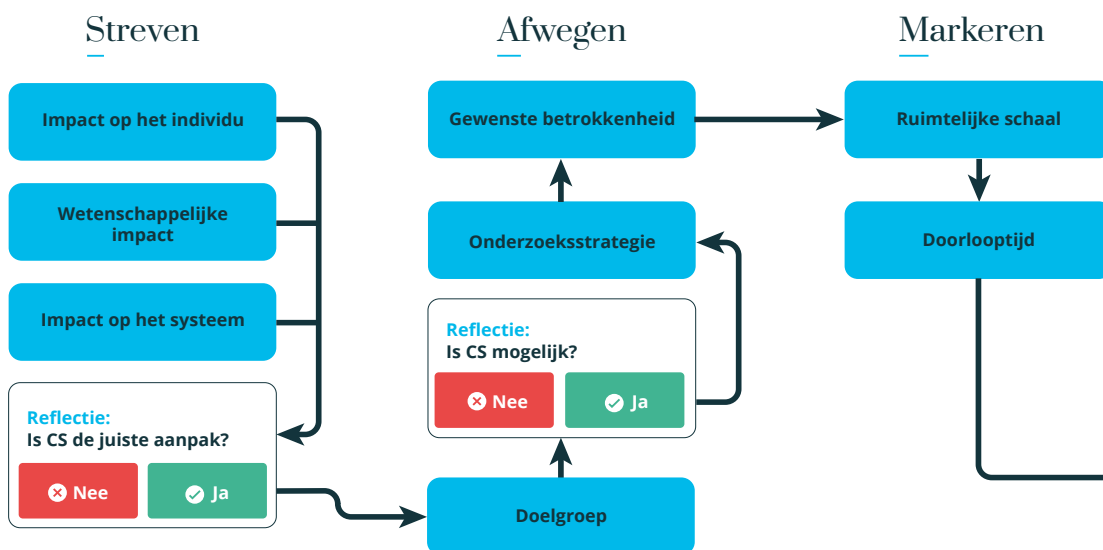 Streven
Impact op het individu
Wetenschappelijke
impact
Impact op het systeem
Reflectie:
Is CS de juiste aanpak?
Nee
Ja
Afwegen
Gewenste betrokkenheid
Onderzoeksstrategie
Reflectie:
Is CS mogelijk?
Nee
Ja
Doelgroep
Markeren
Ruimtelijke schaal
Doorlooptijd